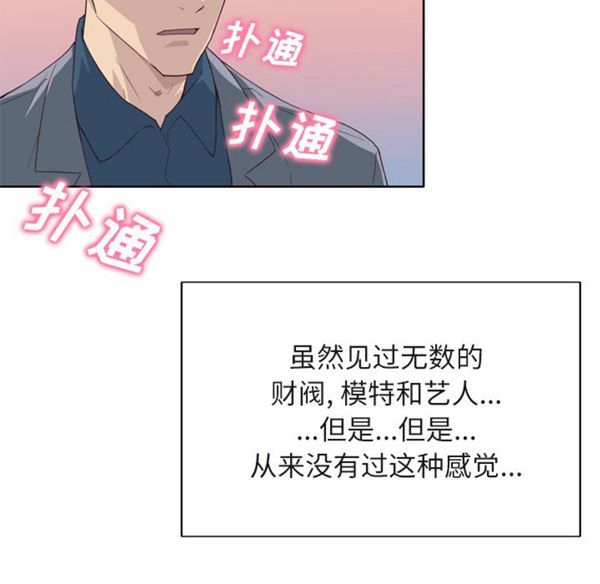 扑通
扑通
扑通
虽然见过无数的
财阀, 模特和艺人...
...但是...但是...
从来没有过这种感觉...